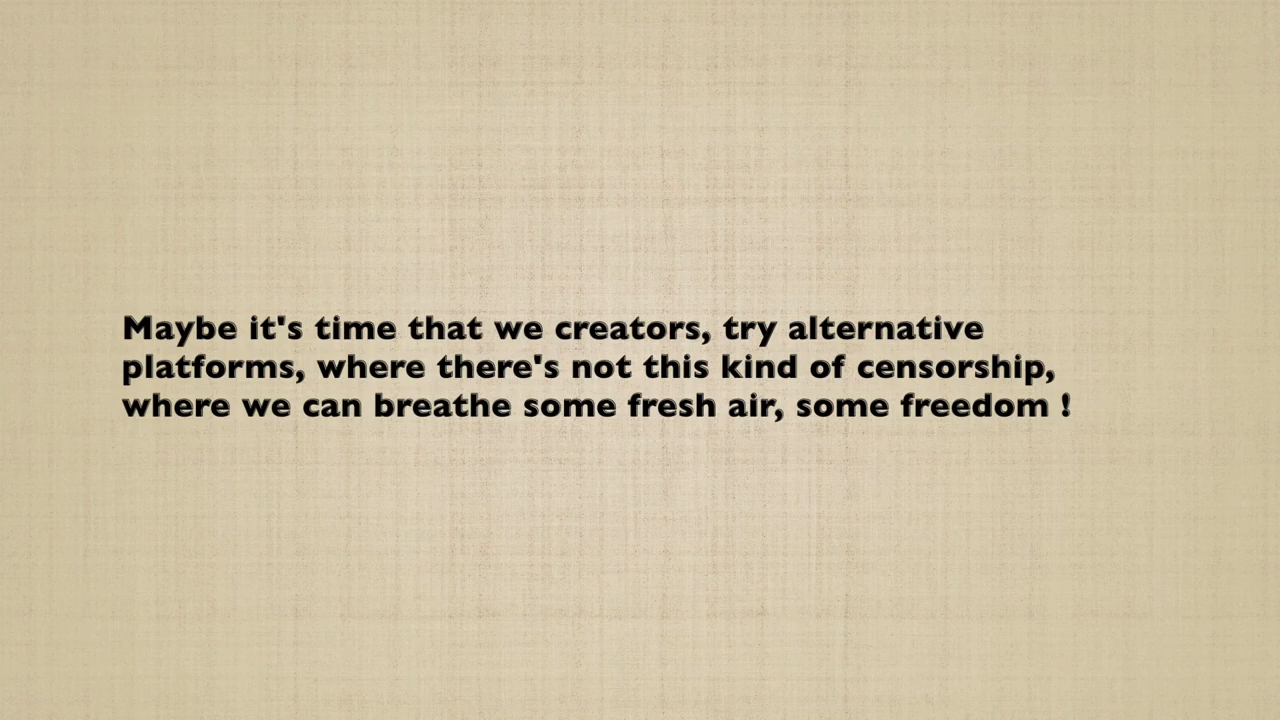 Maybe it's time that we creators, try alternative
platforms, where there's not this kind of censorship,
where we can breathe some fresh air, some freedom !